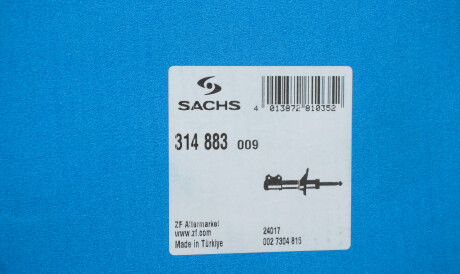 SACHS
4 013872 810352
314 883 009
ZF Aftermarket
www.zf.com
Made in Türkiye
24017
002 7304 815